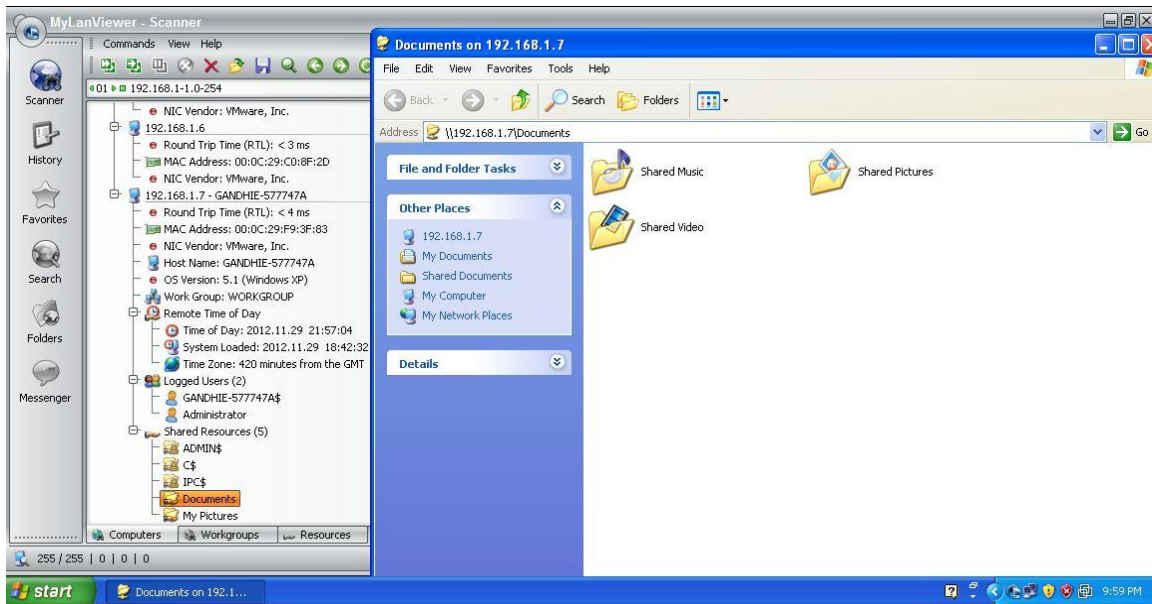 MyLanViewer - Scanner
Commands View Help
01 192.168.1-1.0-254
Scanner
History
Favorites
Search
Folders
Messenger
NIC Vendor: VMware, Inc.
192.168.1.6
Round Trip Time (RTL): < 3 ms
MAC Address: 00:0C:29:C0:8F:2D
NIC Vendor: VMware, Inc.
192.168.1.7 - GANDHIE-577747A
Round Trip Time (RTL): < 4 ms
MAC Address: 00:0C:29:F9:3F:83
NIC Vendor: VMware, Inc.
Host Name: GANDHIE-577747A
OS Version: 5.1 (Windows XP)
Work Group: WORKGROUP
Remote Time of Day
Time of Day: 2012.11.29 21:57:04
System Loaded: 2012.11.29 18:42:32
Time Zone: 420 minutes from the GMT
Logged Users (2)
GANDHIE-577747A$
Administrator
Shared Resources (5)
ADMIN$
C$
IPC$
Documents
My Pictures
Computers Workgroups Resources
255 / 255 | 0 | 0 | 0
Documents on 192.168.1.7
File Edit View Favorites Tools Help
Back Search Folders
Address \\192.168.1.7\Documents Go
File and Folder Tasks
Other Places
192.168.1.7
My Documents
Shared Documents
My Computer
My Network Places
Details
Shared Music
Shared Pictures
Shared Video
start Documents on 192.1... 9:59 PM